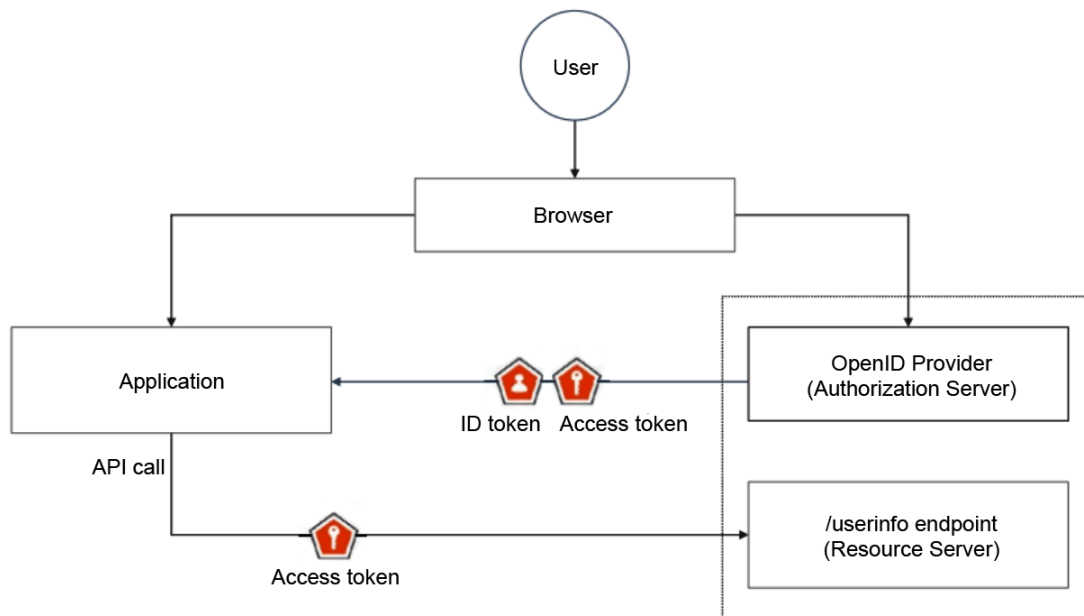 User
Browser
Application
OpenID Provider
(Authorization Server)
ID token
Access token
API call
/userinfo endpoint
(Resource Server)
Access token